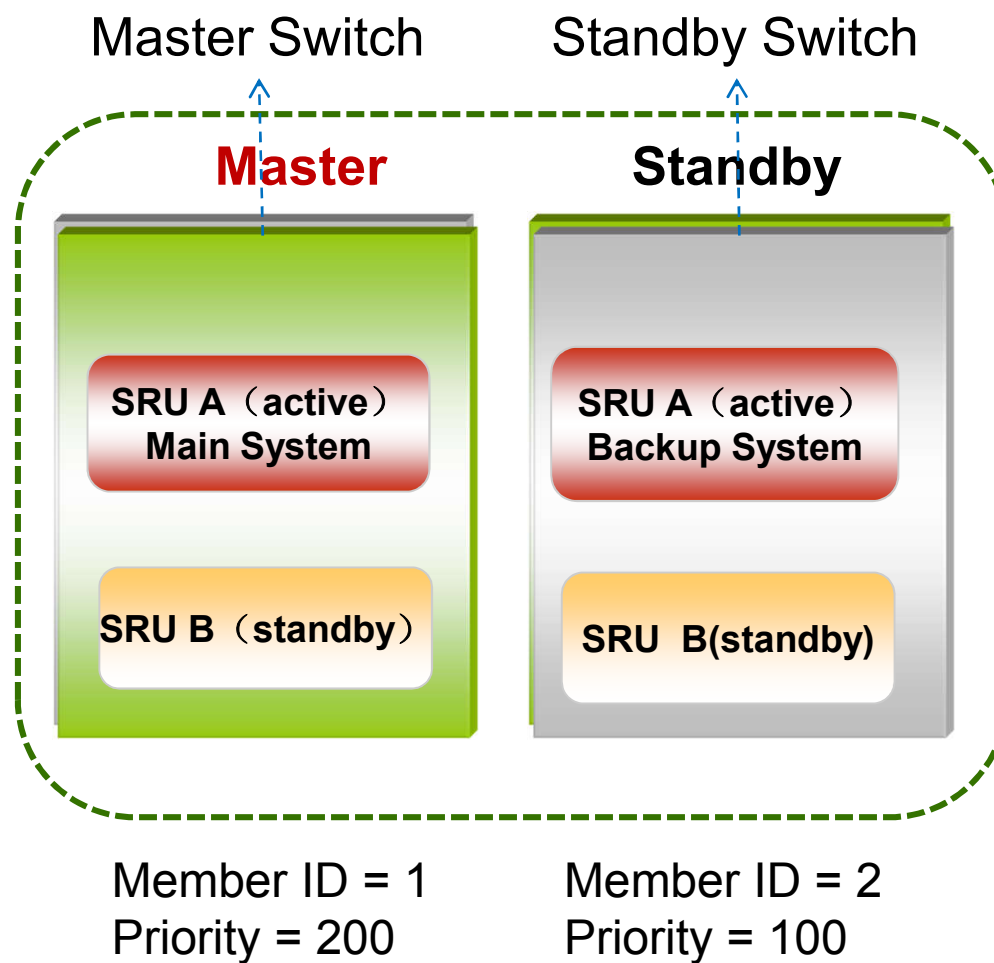 Master Switch
Standby Switch
Master
Standby
SRU A（active）
Main System
SRU A（active）
Backup System
SRU B（standby）
SRU  B(standby)
Member ID = 1
Priority = 200
Member ID = 2
Priority = 100